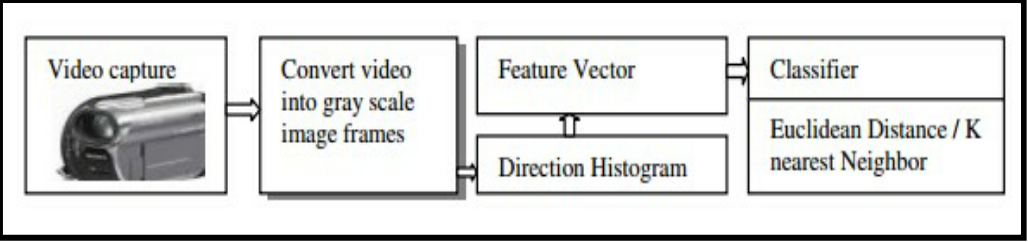 Video capture
Convert video
into gray scale
image frames
Feature Vector
Direction Histogram
Classifier
Euclidean Distance / K
nearest Neighbor